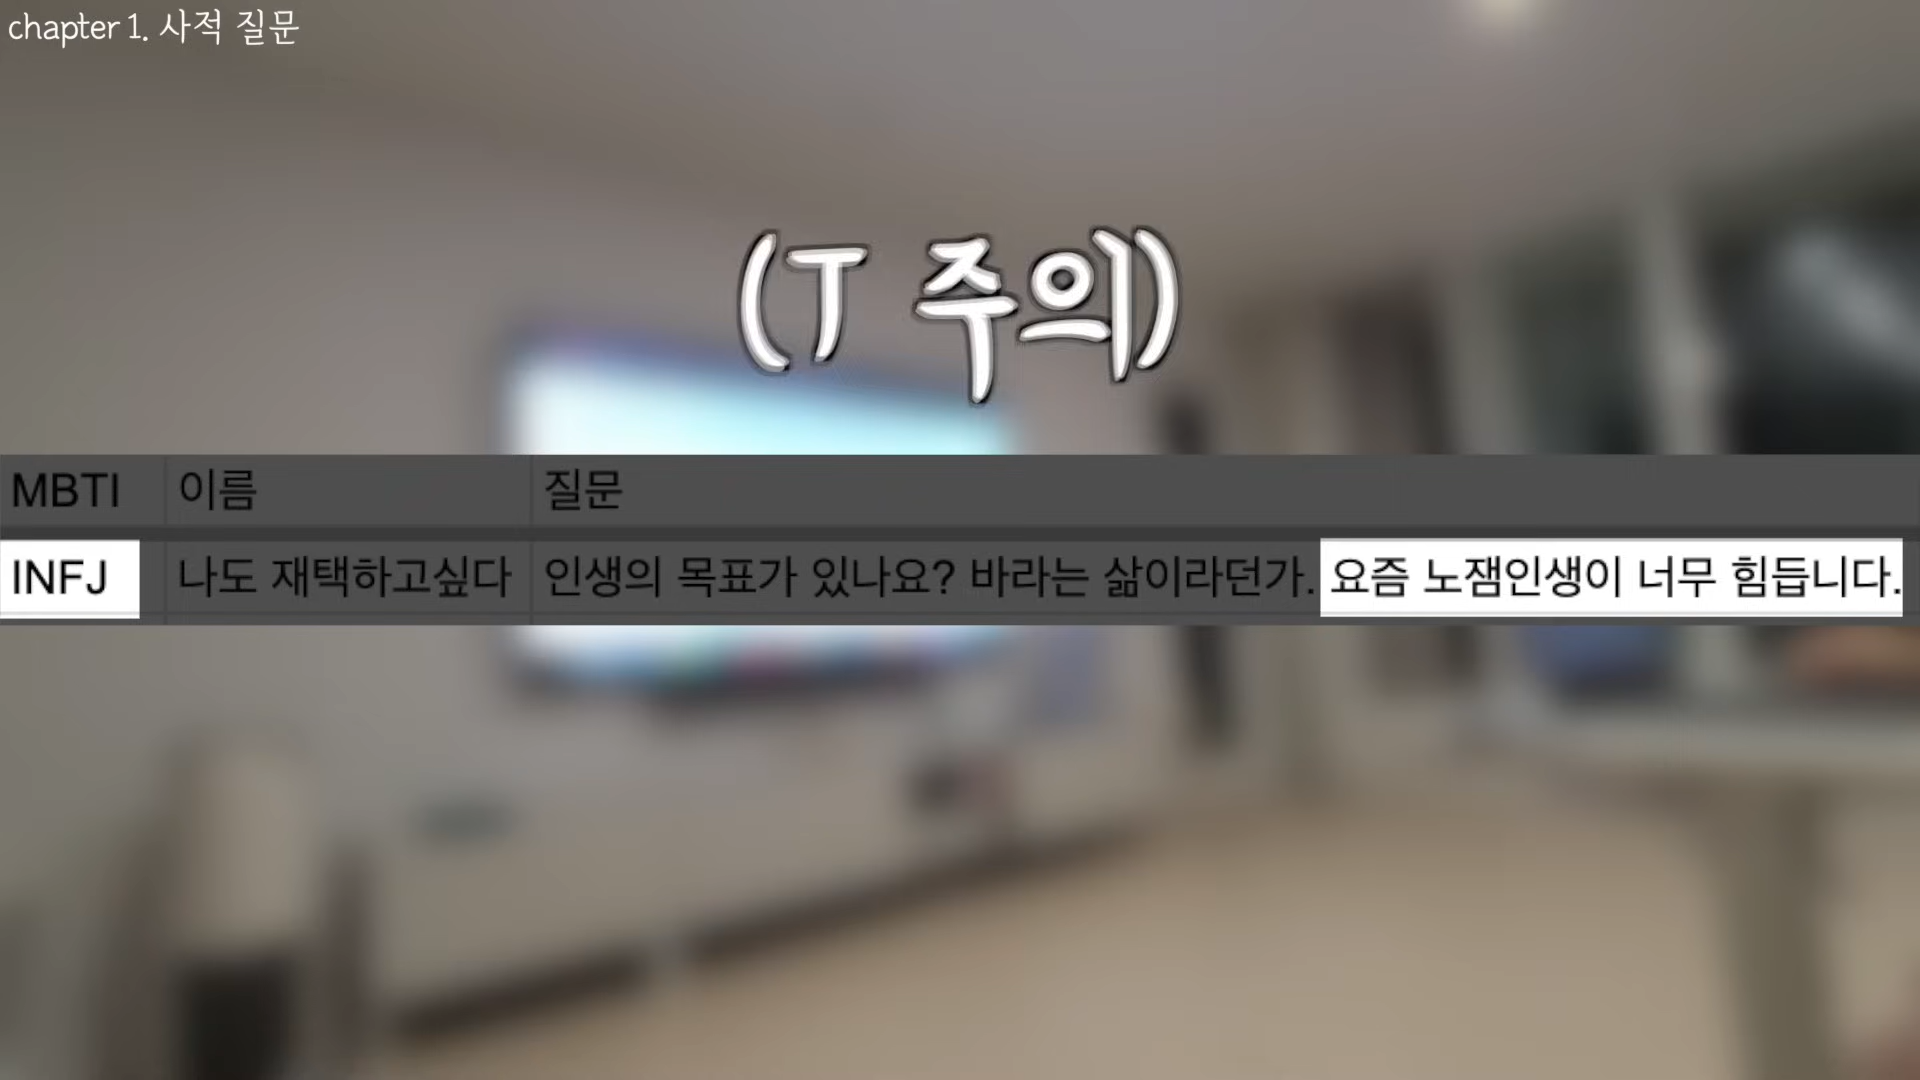 chapter 1. 사적 질문
(T 주의)
MBTI 이름 질문
INFJ 나도 재택하고싶다 인생의 목표가 있나요? 바라는 삶이라던가. 요즘 노잼인생이 너무 힘듭니다.